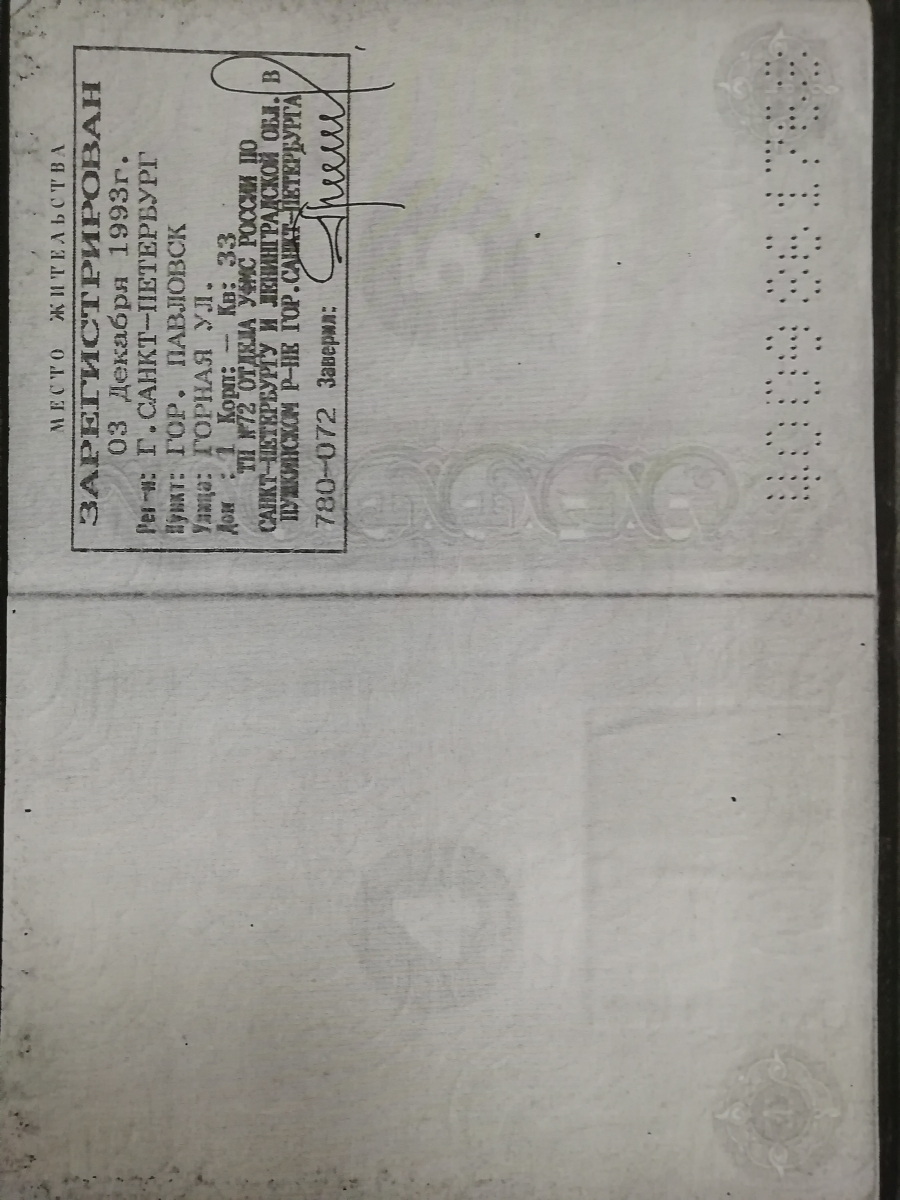 МЕСТО ЖИТЕЛЬСТВА
ЗАРЕГИСТРИРОВАН
03 Декабря 1993г.
Рег-н: Г.САНКТ-ПЕТЕРБУРГ
Пункт: ГОР. ПАВЛОВСК
Улица: ГОРНАЯ УЛ.
Дом : 1 Корп: – Кв: 33
ТП №72 ОТДЕЛА УФМС РОССИИ ПО
САНКТ-ПЕТЕРБУРГУ И ЛЕНИНГРАДСКОЙ ОБЛ. В
ПУШКИНСКОМ Р-НЕ ГОР.САНКТ-ПЕТЕРБУРГА
780-072 Заверил: